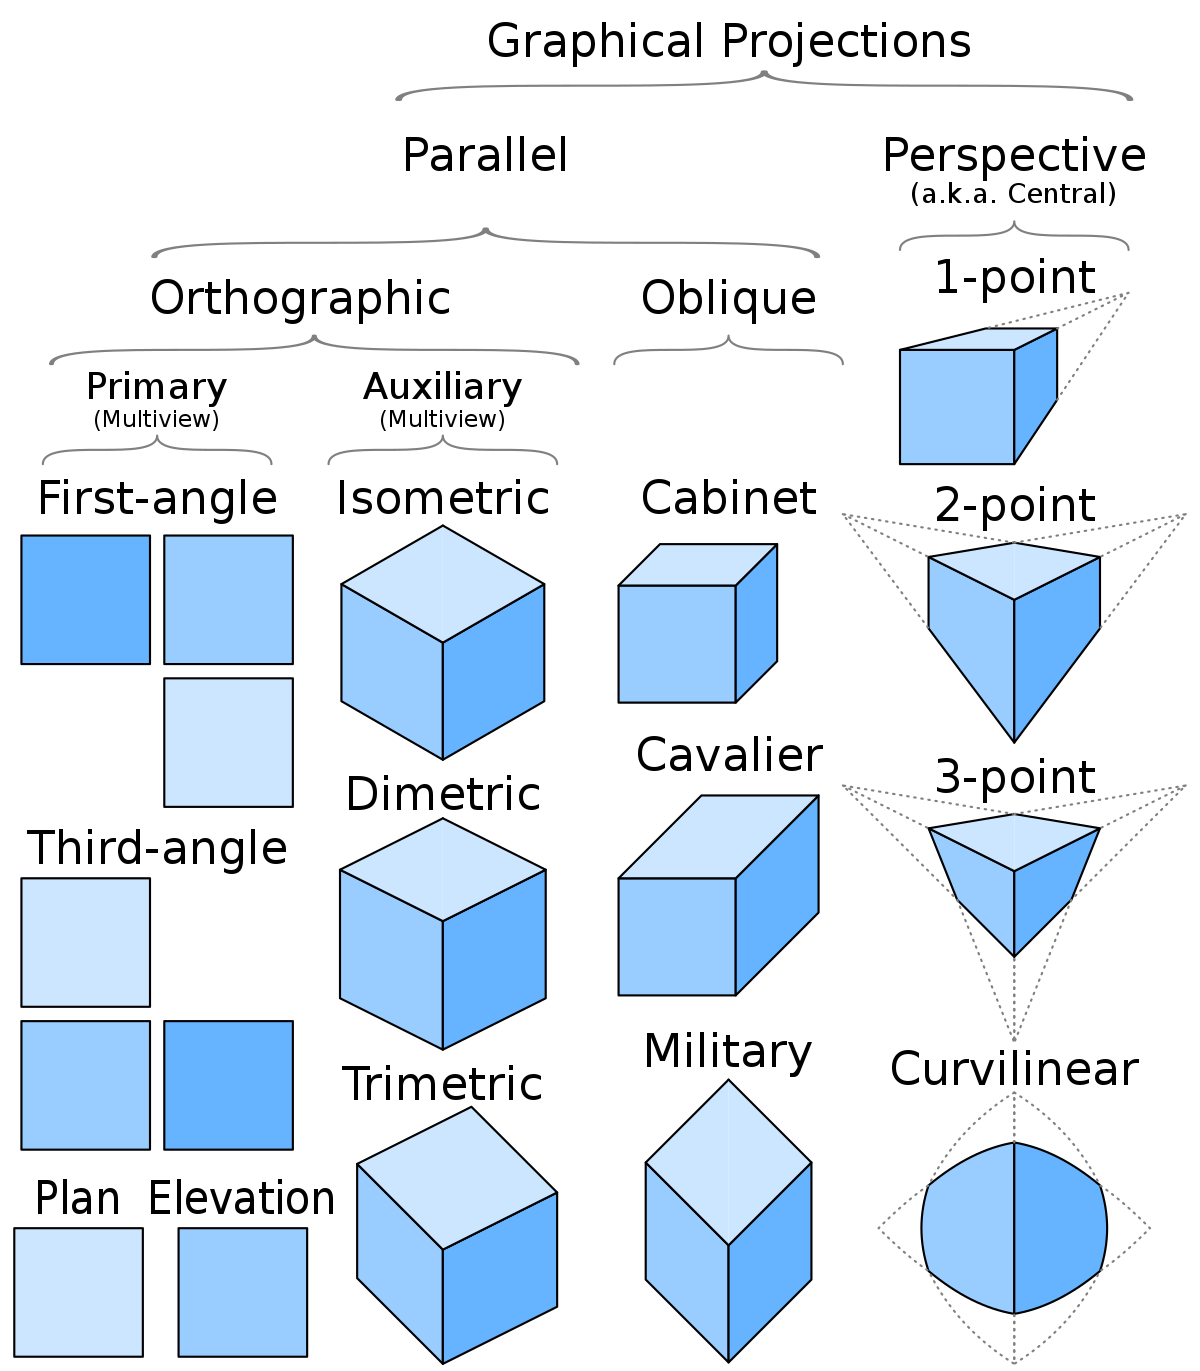 Graphical Projections
Parallel
Perspective
(a.k.a. Central)
Orthographic
Oblique
1-point
Primary
(Multiview)
Auxiliary
(Multiview)
First-angle
Isometric
Cabinet
2-point
Cavalier
3-point
Dimetric
Third-angle
Military
Curvilinear
Trimetric
Plan
Elevation